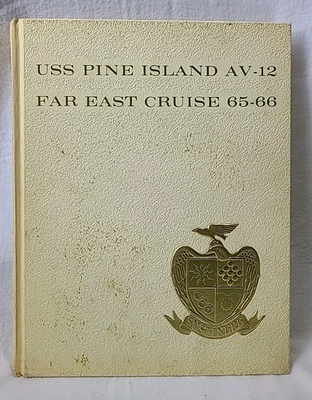 USS PINE ISLAND AV-12
FAR EAST CRUISE 65-66